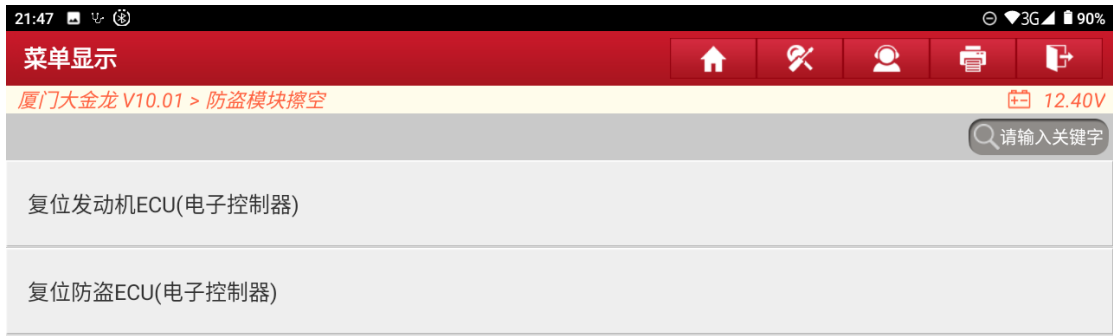 21:47 3G 90%
菜单显示
厦门大金龙 V10.01 > 防盗模块擦空 12.40V
请输入关键字
复位发动机ECU(电子控制器)
复位防盗ECU(电子控制器)